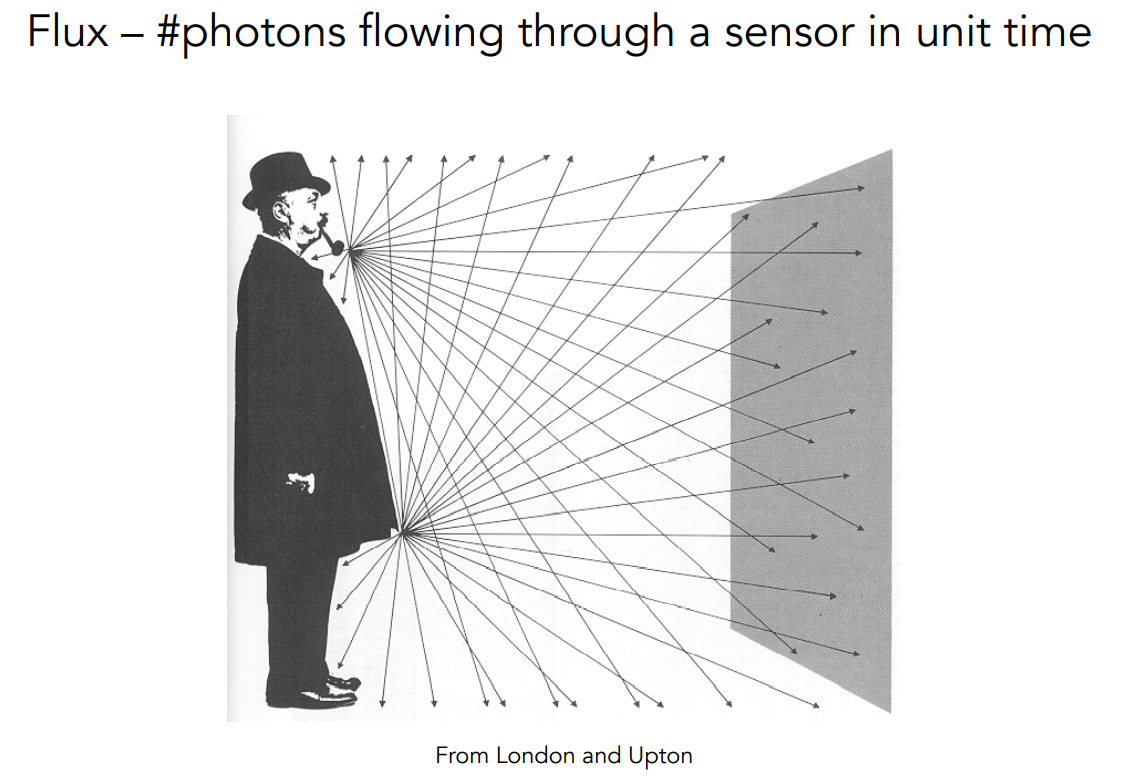 Flux – #photons flowing through a sensor in unit time
From London and Upton